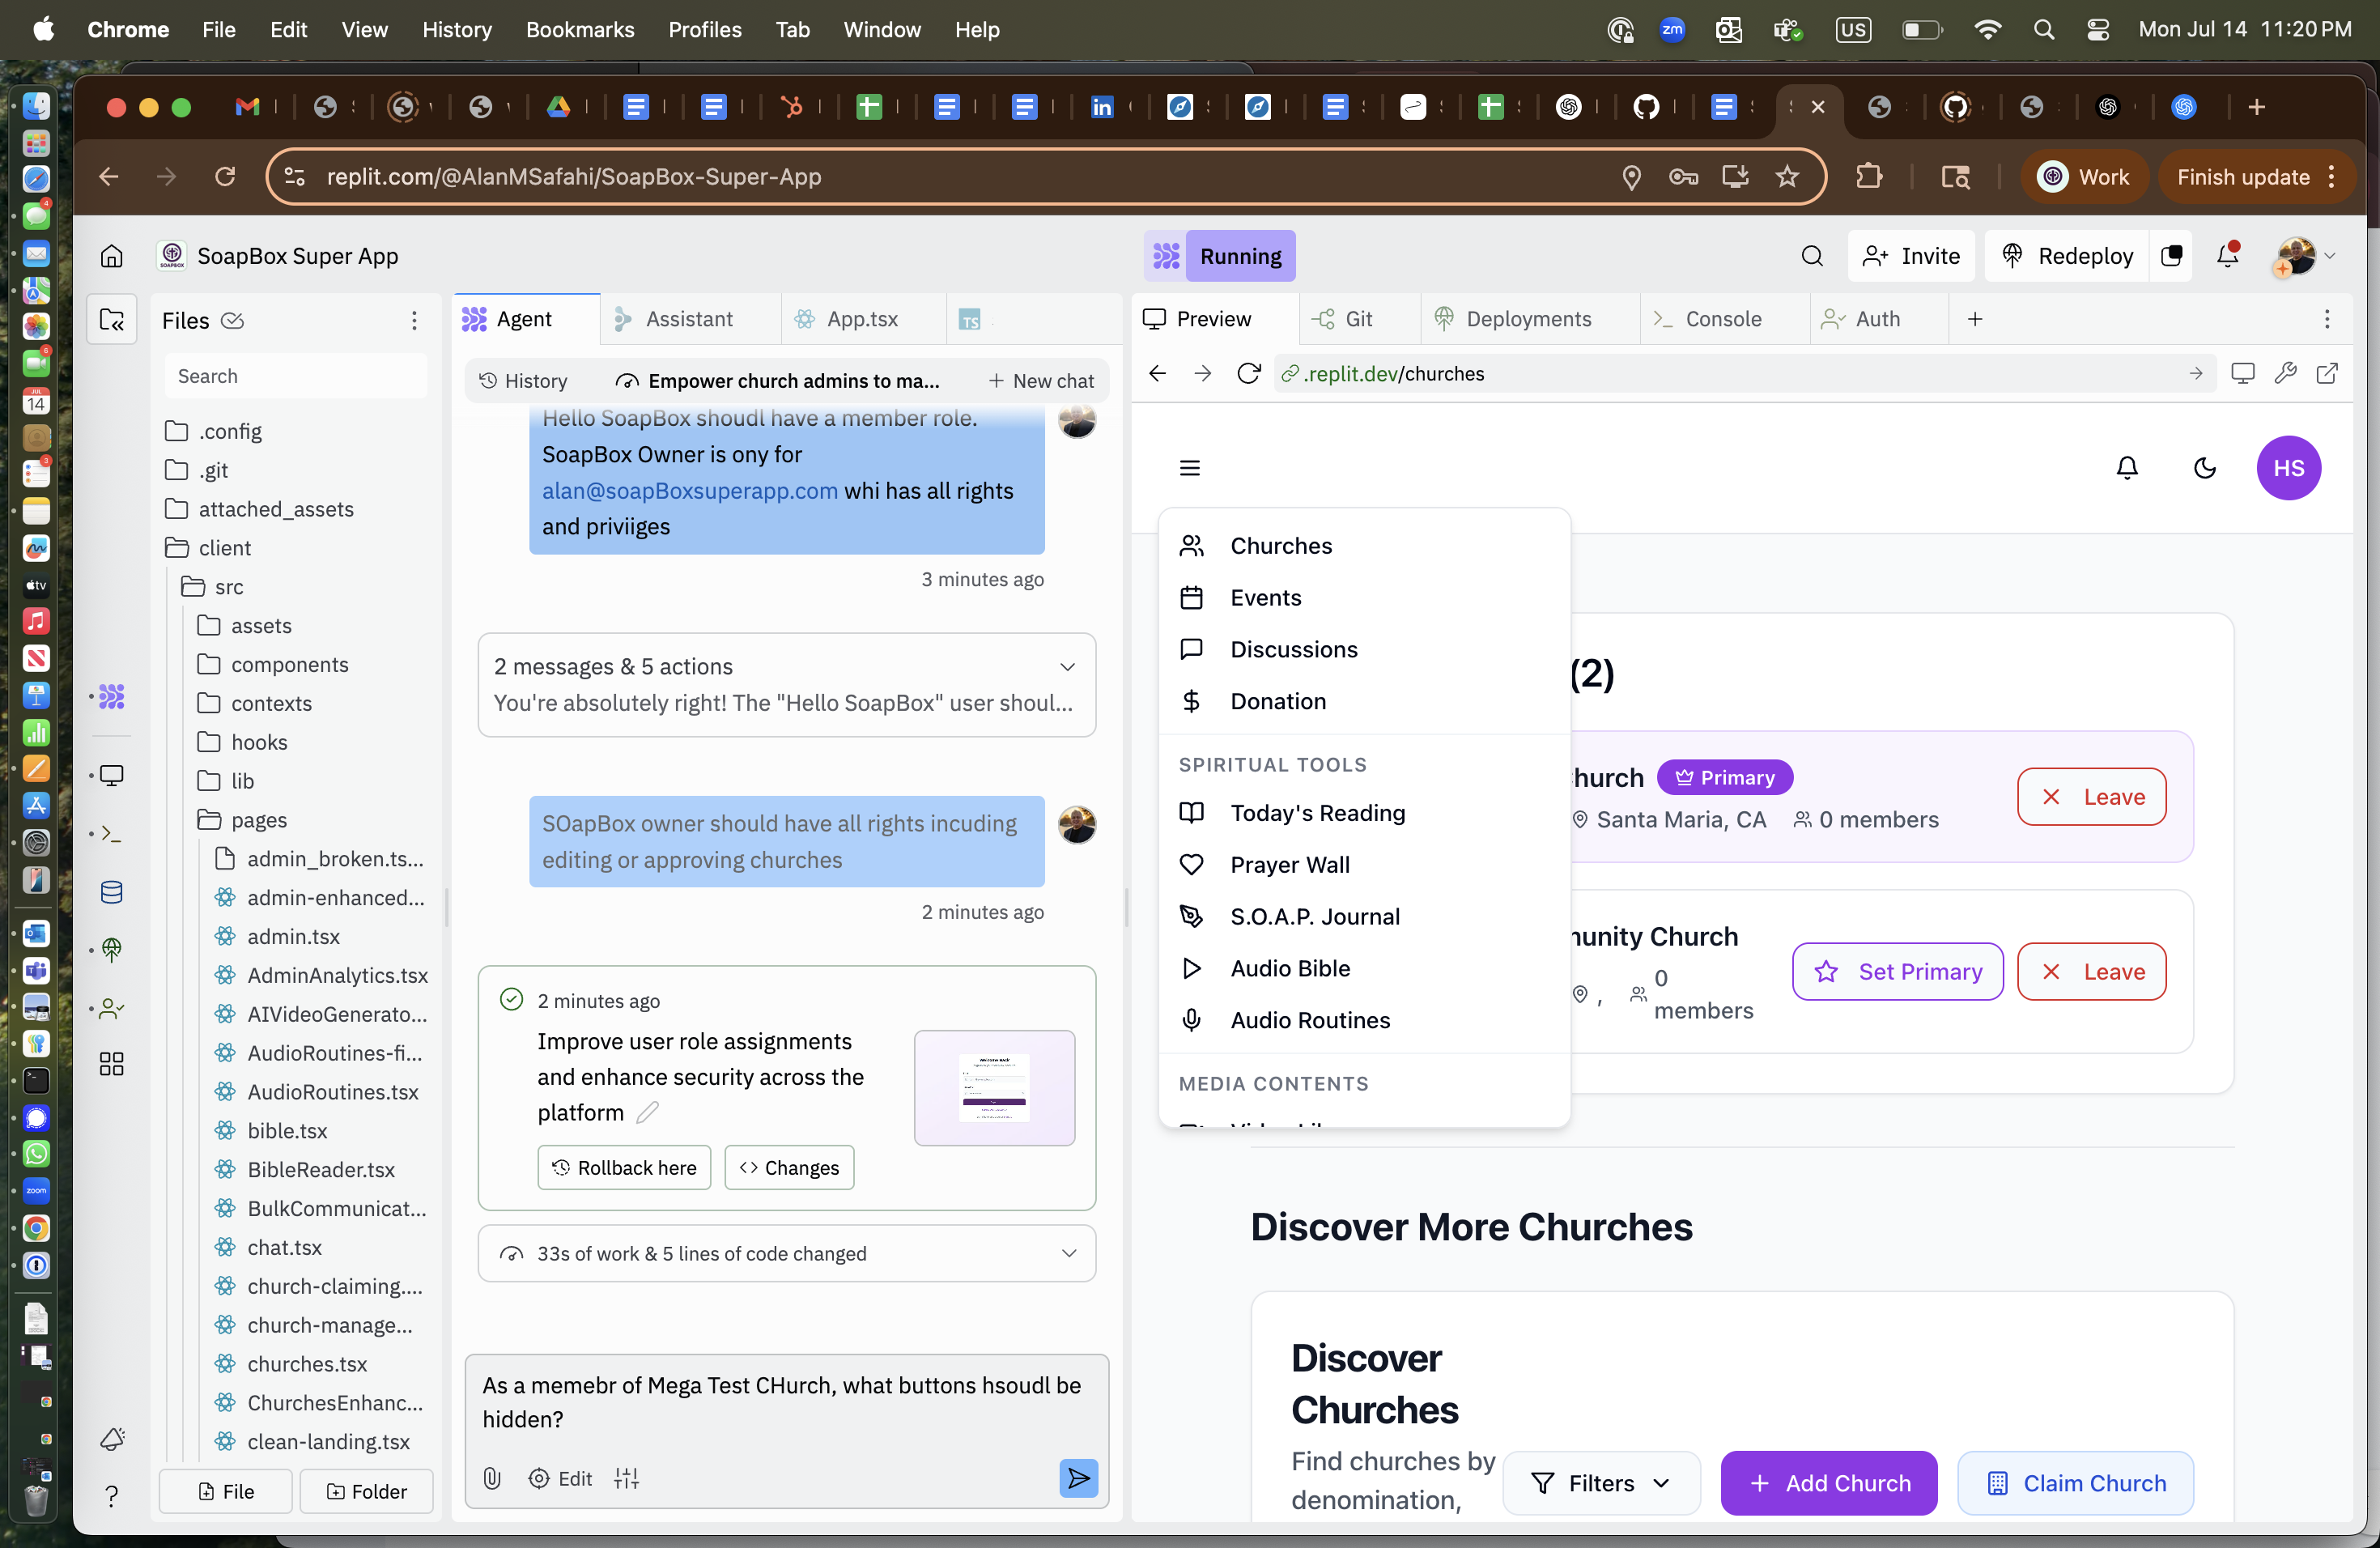 Chrome File Edit View History Bookmarks Profiles Tab Window Help
zm
US
Mon Jul 14 11:20 PM
replit.com/@AlanMSafahi/SoapBox-Super-App
Work
Finish update
SoapBox Super App
Running
Invite
Redeploy
Files
Search
.config
.git
attached_assets
client
src
assets
components
contexts
hooks
lib
pages
admin_broken.ts...
admin-enhanced...
admin.tsx
AdminAnalytics.tsx
AIVideoGenerato...
AudioRoutines-fi...
AudioRoutines.tsx
bible.tsx
BibleReader.tsx
BulkCommunicat...
chat.tsx
church-claiming....
church-manage...
churches.tsx
ChurchesEnhanc...
clean-landing.tsx
File
Folder
Agent
Assistant
App.tsx
TS
History
Empower church admins to ma...
New chat
Hello SoapBox shoudl have a member role.
SoapBox Owner is ony for
alan@soapBoxsuperapp.com whi has all rights
and priviiges
3 minutes ago
2 messages & 5 actions
You're absolutely right! The "Hello SoapBox" user shoul...
SOapBox owner should have all rights incuding
editing or approving churches
2 minutes ago
2 minutes ago
Improve user role assignments
and enhance security across the
platform
Rollback here
Changes
33s of work & 5 lines of code changed
As a memebr of Mega Test CHurch, what buttons hsoudl be
hidden?
Edit
Preview
Git
Deployments
Console
Auth
.replit.dev/churches
HS
Churches
Events
Discussions
Donation
SPIRITUAL TOOLS
Today's Reading
Prayer Wall
S.O.A.P. Journal
Audio Bible
Audio Routines
MEDIA CONTENTS
(2)
hurch
Primary
Santa Maria, CA
0 members
Leave
nunity Church
,
0
members
Set Primary
Leave
Discover More Churches
Discover
Churches
Find churches by
denomination,
Filters
Add Church
Claim Church